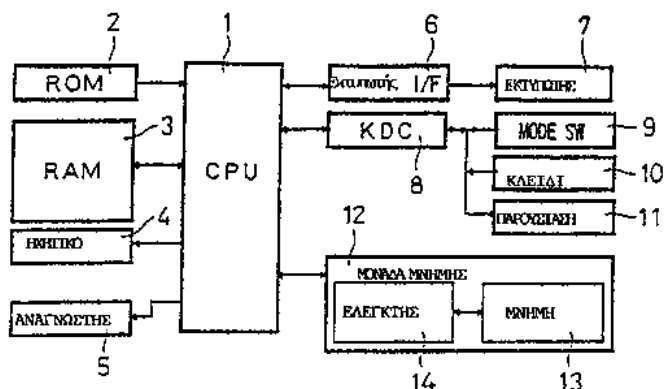 2
1
6
7
ROM
Εκτυπωτής I/F
ΕΚΤΥΠΩΤΗΣ
3
RAM
CPU
KDC
8
MODE SW
9
ΚΛΕΙΔΙ
10
4
ΗΧΗΤΙΚΟ
ΠΑΡΟΥΣΙΑΣΗ
11
12
ΜΟΝΑΔΑ ΜΝΗΜΗΣ
ΑΝΑΓΝΩΣΤΗΣ
5
ΕΛΕΓΚΤΗΣ
ΜΝΗΜΗ
14
13